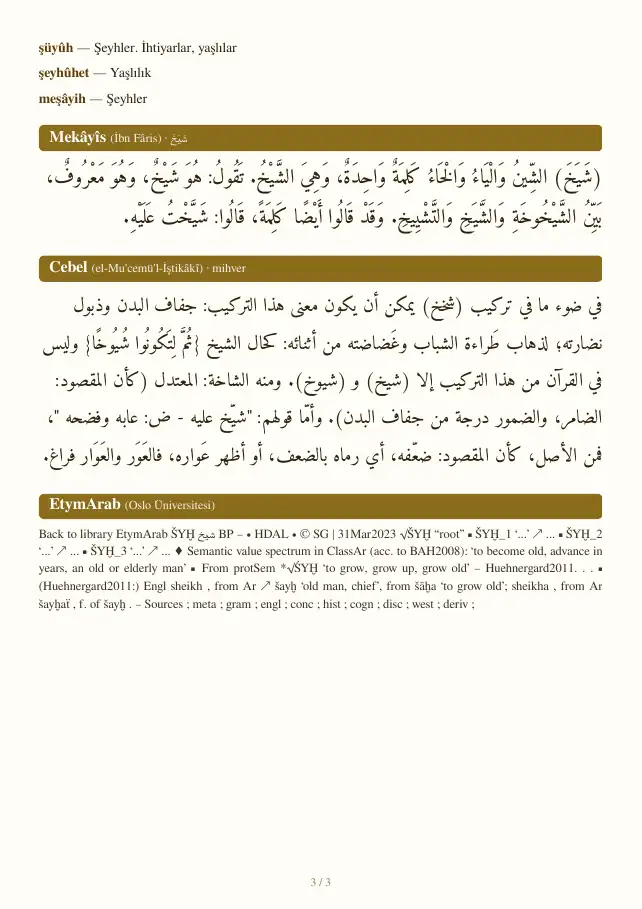 şüyûh — Şeyhler. İhtiyarlar, yaşlılar
şeyhûhet — Yaşlılık
meşâyih — Şeyhler
Mekâyîs (İbn Fâris) · شَيَخَ
(شَيَخَ) الشِّينُ وَالْيَاءُ وَالْخَاءُ كَلِمَةٌ وَاحِدَةٌ، وَهِيَ الشَّيْخُ. تَقُولُ: هُوَ شَيْخٌ، وَهُوَ مَعْرُوفٌ،
بَيِّنُ الشَّيْخُوخَةِ وَالشَّيَخِ وَالتَّشْيِيخِ. وَقَدْ قَالُوا أَيْضًا كَلِمَةً، قَالُوا: شَيَّخْتُ عَلَيْهِ.
Cebel (el-Mu'cemü'l-İştikâkî) · mihver
في ضوء ما في تركيب (شخخ) يمكن أن يكون معنى هذا التركيب: جفاف البدن وذبول
نضارته؛ لذهاب طَراءة الشباب وغَضاضته من أثنائه: كحال الشيخ {ثُمَّ لِتَكُونُوا شُيُوخًا} وليس
في القرآن من هذا التركيب إلا (شيخ) و (شيوخ). ومنه الشاخة: المعتدل (كأن المقصود:
الضامر، والضمور درجة من جفاف البدن). وأمّا قولهم: "شيّخ عليه - ض: عابه وفضحه "،
فمن الأصل، كأن المقصود: ضعّفه، أي رماه بالضعف، أو أظهر عَواره، فالعَوَر والعَوَار فراغ.
EtymArab (Oslo Üniversitesi)
Back to library EtymArab ŠYḪ شيخ BP – • HDAL • © SG | 31Mar2023 √ŠYḪ “root” ▪ ŠYḪ_1 ‘...’ ↗ ... ▪ ŠYḪ_2
‘...’ ↗ ... ▪ ŠYḪ_3 ‘...’ ↗ ... ♦ Semantic value spectrum in ClassAr (acc. to BAH2008): ‘to become old, advance in
years, an old or elderly man’ ▪ From protSem *√ŠYḪ ‘to grow, grow up, grow old’ – Huehnergard2011. . . ▪
(Huehnergard2011:) Engl sheikh , from Ar ↗ šayḫ ‘old man, chief’, from šāḫa ‘to grow old’; sheikha , from Ar
šayḫaẗ , f. of šayḫ . – Sources ; meta ; gram ; engl ; conc ; hist ; cogn ; disc ; west ; deriv ;
3 / 3